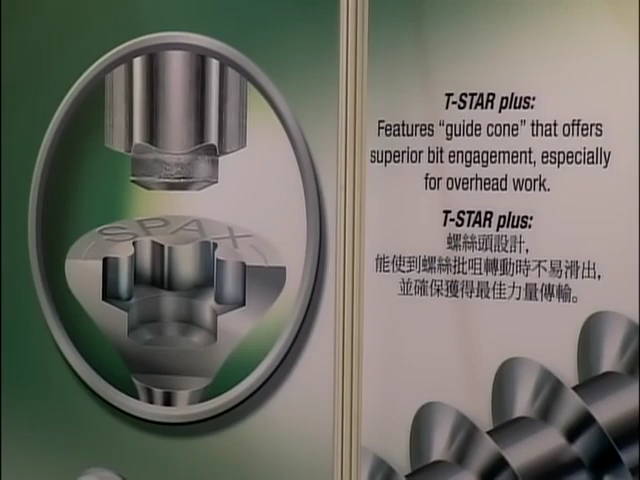 SPAX
T-STAR plus:
Features “guide cone” that offers
superior bit engagement, especially
for overhead work.
T-STAR plus:
螺絲頭設計,
能使到螺絲批咀轉動時不易滑出,
並確保獲得最佳力量傳輸。